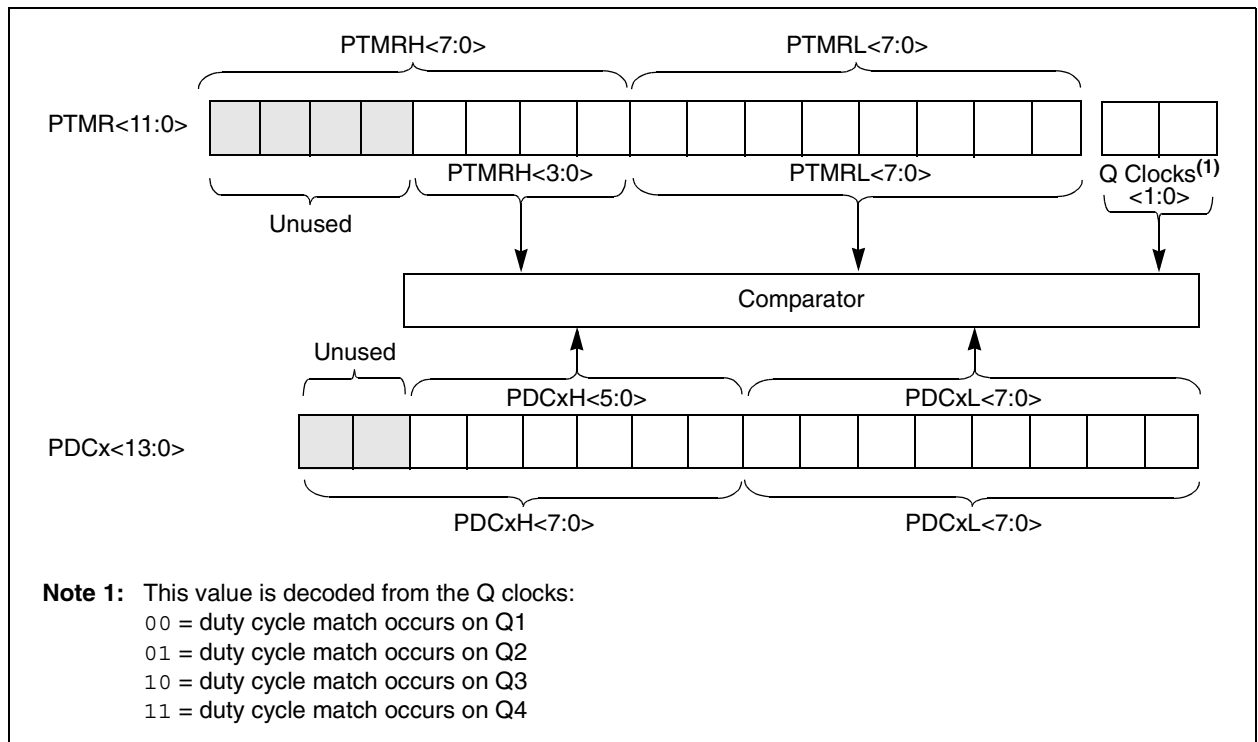 PTMRH<7:0> PTMRL<7:0>
PTMR<11:0>
PTMRH<3:0> PTMRL<7:0> Q Clocks(1)
<1:0>
Unused
Comparator
Unused
PDCxH<5:0> PDCxL<7:0>
PDCx<13:0>
PDCxH<7:0> PDCxL<7:0>
Note 1: This value is decoded from the Q clocks:
00 = duty cycle match occurs on Q1
01 = duty cycle match occurs on Q2
10 = duty cycle match occurs on Q3
11 = duty cycle match occurs on Q4